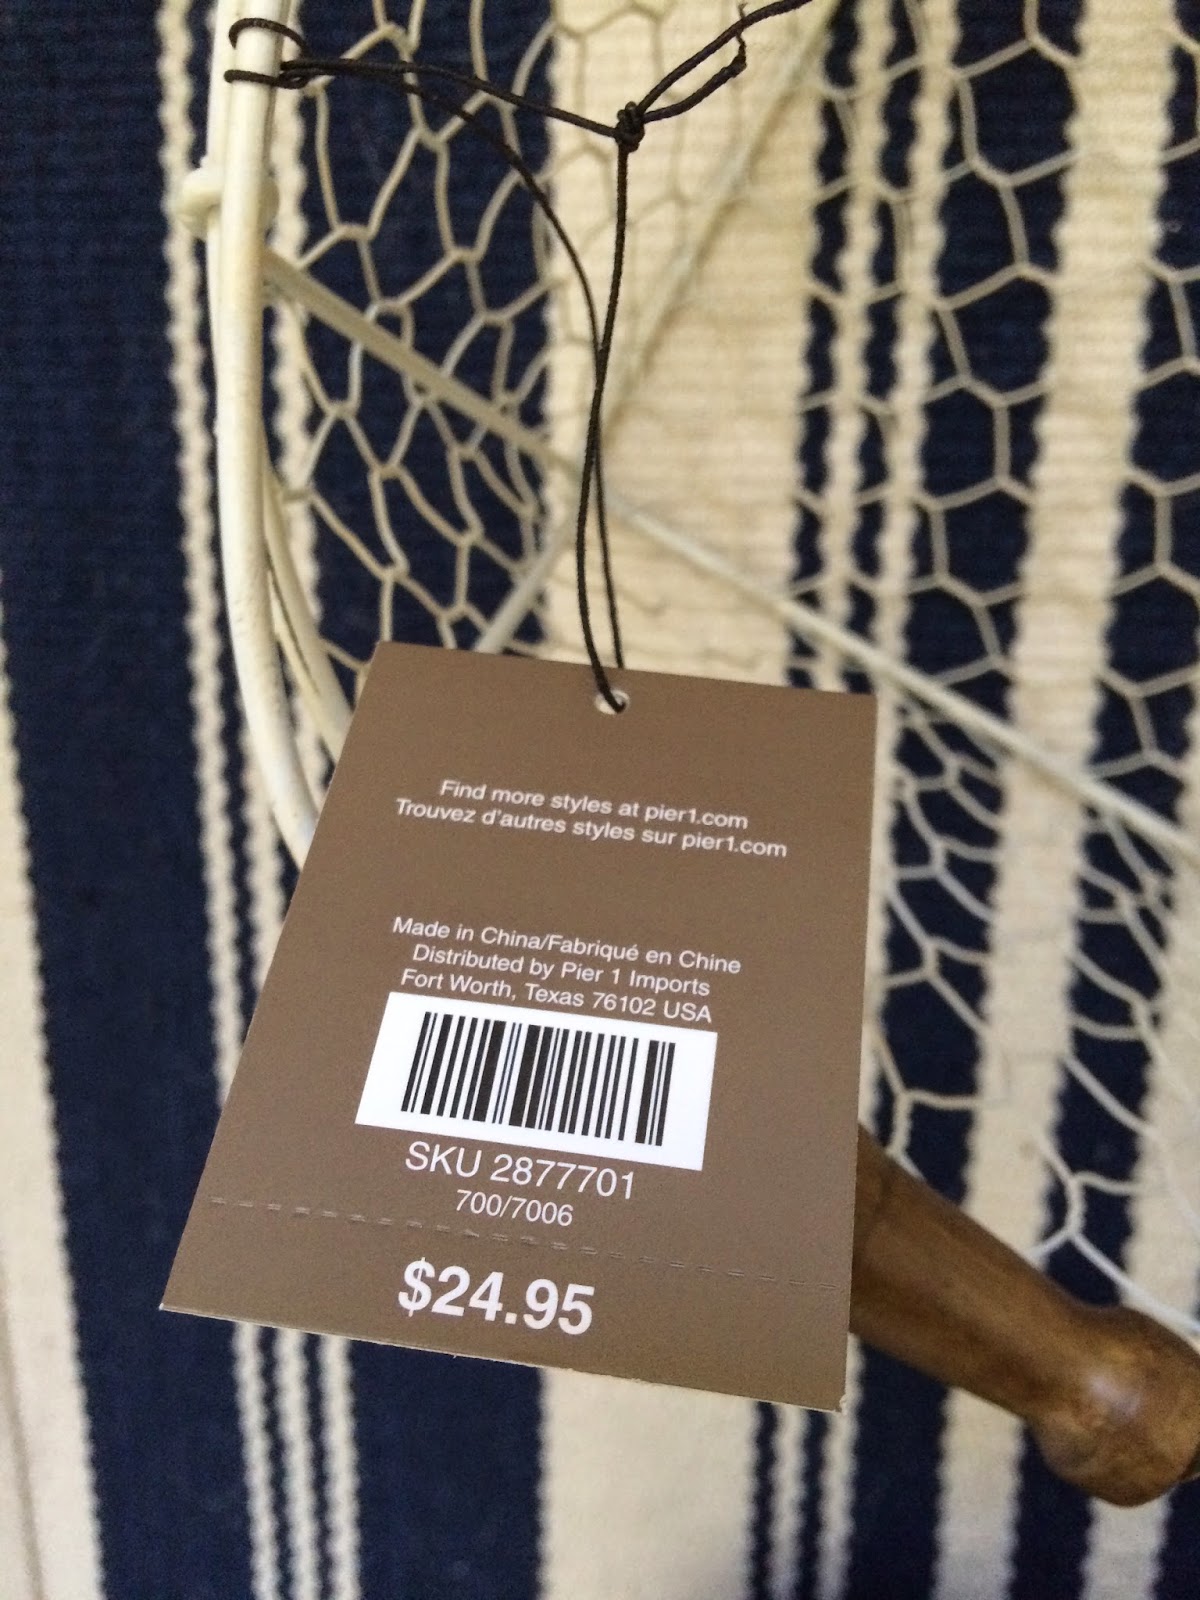 Find more styles at pier1.com
Trouvez d'autres styles sur pier1.com
Made in China/Fabriqué en Chine
Distributed by Pier 1 Imports
Fort Worth, Texas 76102 USA
SKU 2877701
700/7006
$24.95